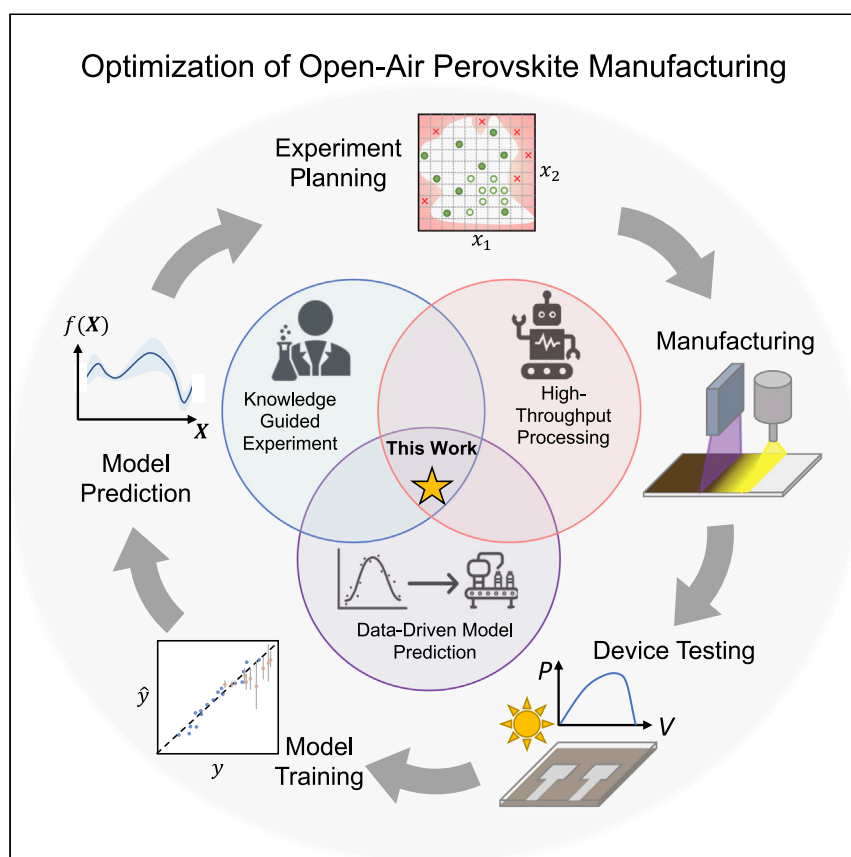 Optimization of Open-Air Perovskite Manufacturing
Experiment
Planning
x₂
x₁
Manufacturing
f(X)
X
Model
Prediction
Knowledge
Guided
Experiment
High-
Throughput
Processing
This Work
Data-Driven Model
Prediction
Device Testing
P
V
ŷ
y
Model
Training